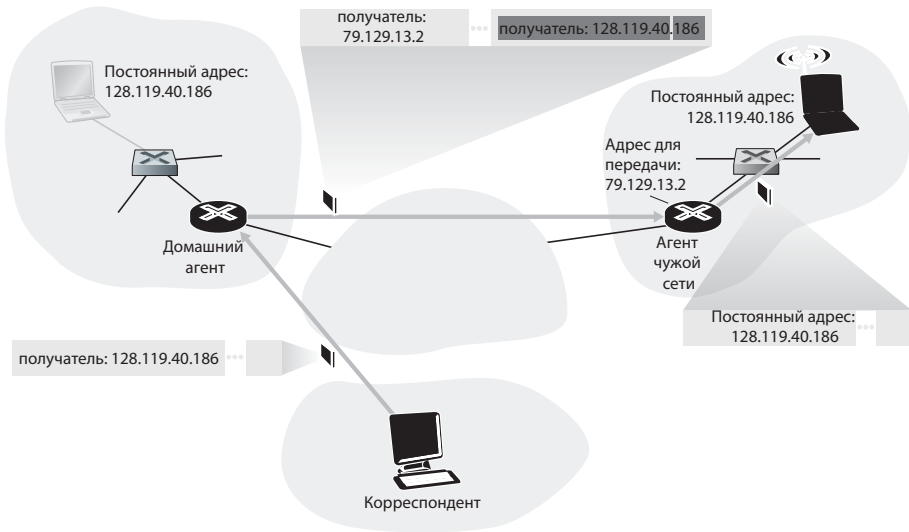 получатель:
79.129.13.2
получатель: 128.119.40.186
Постоянный адрес:
128.119.40.186
Постоянный адрес:
128.119.40.186
Адрес для
передачи:
79.129.13.2
Домашний
агент
Агент
чужой
сети
Постоянный адрес:
128.119.40.186
получатель: 128.119.40.186
Корреспондент